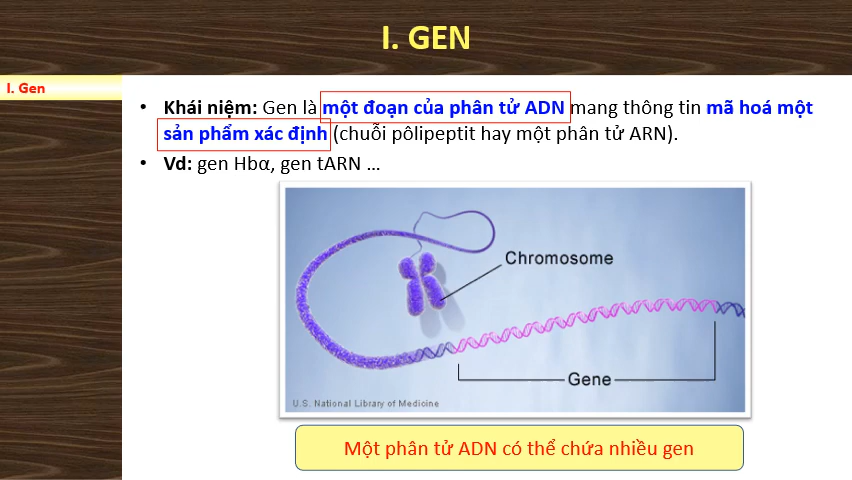 I. GEN
I. Gen
• Khái niệm: Gen là một đoạn của phân tử ADN mang thông tin mã hoá một
sản phẩm xác định (chuỗi pôlipeptit hay một phân tử ARN).
• Vd: gen Hbα, gen tARN ...
Chromosome
Gene
U.S. National Library of Medicine
Một phân tử ADN có thể chứa nhiều gen